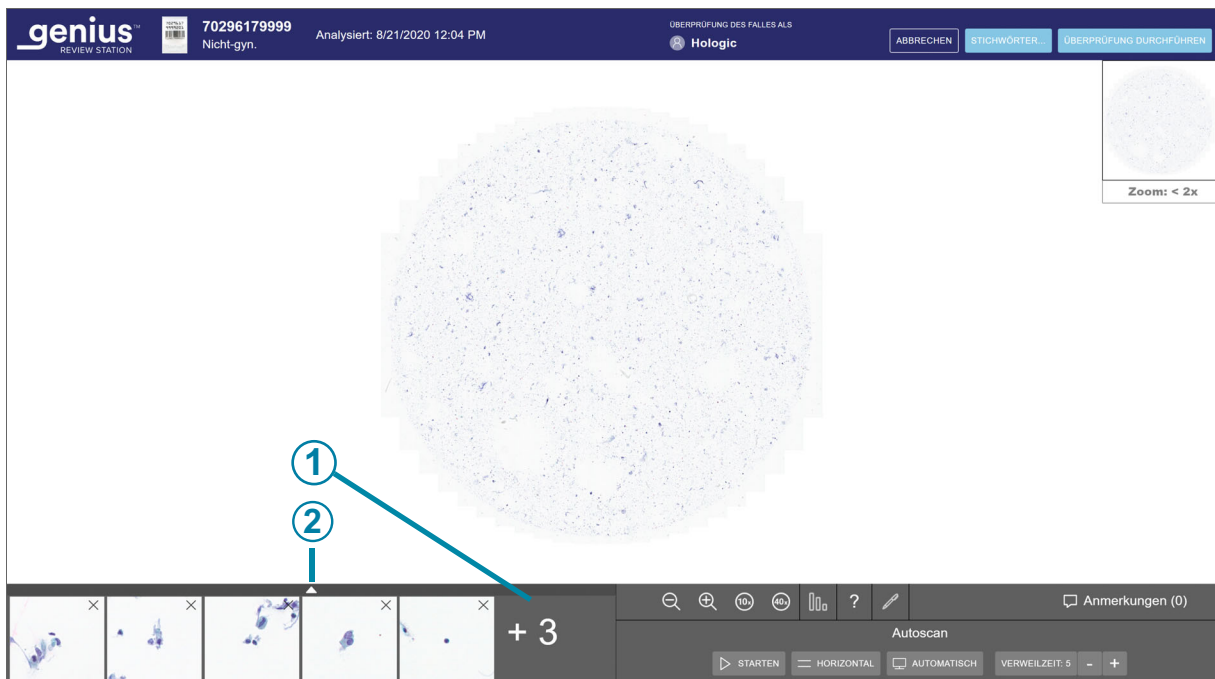 genius™
REVIEW STATION
70296179999
Nicht-gyn.
Analysiert: 8/21/2020 12:04 PM
ÜBERPRÜFUNG DES FALLES ALS
Hologic
ABBRECHEN
STICHWÖRTER...
ÜBERPRÜFUNG DURCHFÜHREN
Zoom: < 2x
1
2
+ 3
10x
40x
?
Anmerkungen (0)
Autoscan
STARTEN
HORIZONTAL
AUTOMATISCH
VERWEILZEIT: 5
-
+